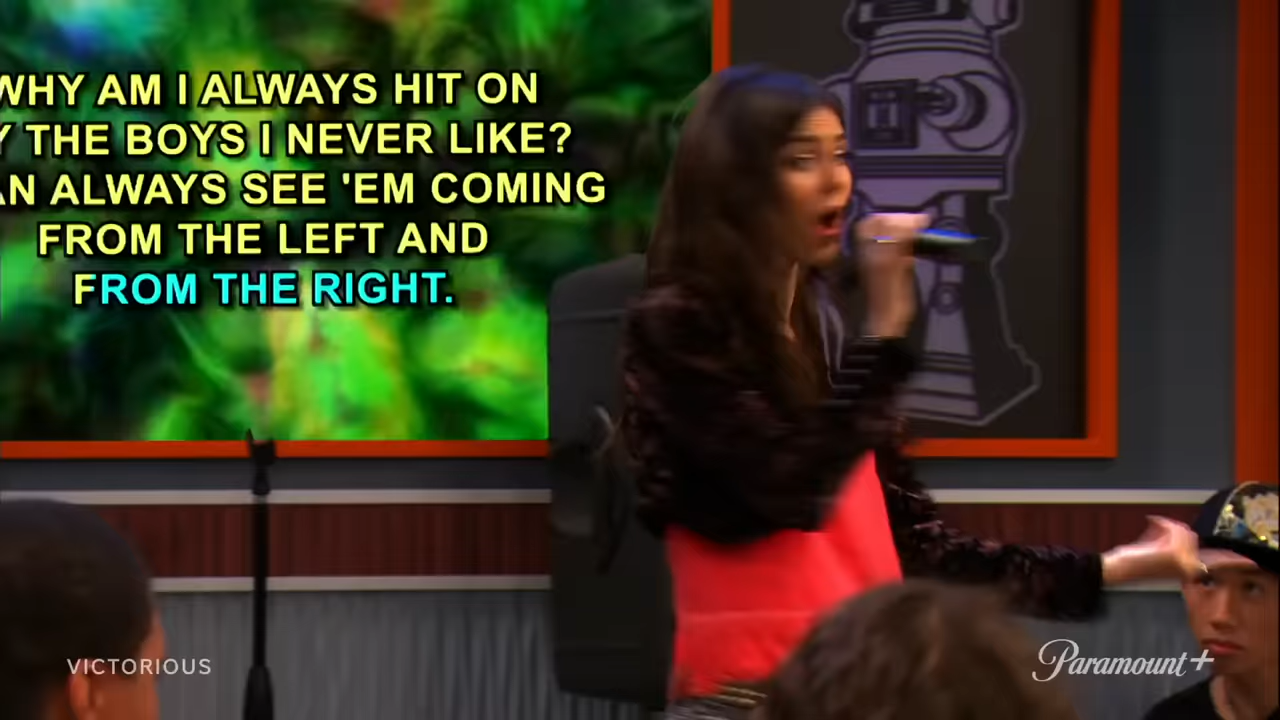 WHY AM I ALWAYS HIT ON
Y THE BOYS I NEVER LIKE?
AN ALWAYS SEE 'EM COMING
FROM THE LEFT AND
FROM THE RIGHT.
VICTORIOUS
Paramount+